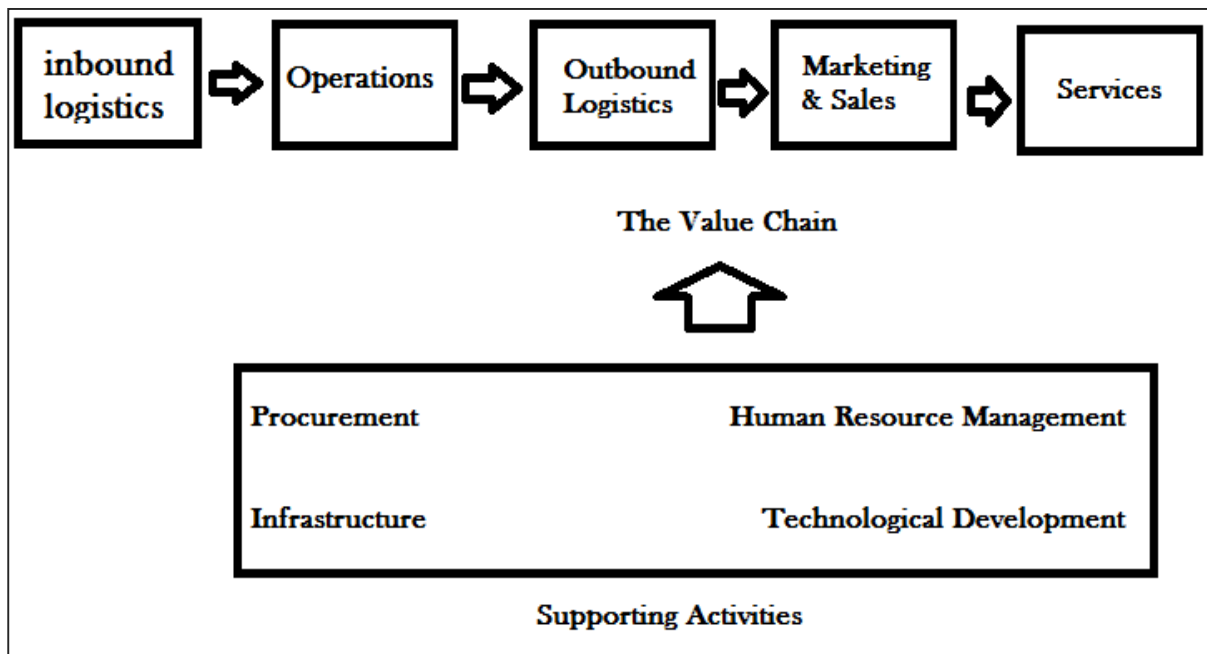 inbound
logistics
Operations
Outbound
Logistics
Marketing
& Sales
Services
The Value Chain
Procurement
Human Resource Management
Infrastructure
Technological Development
Supporting Activities